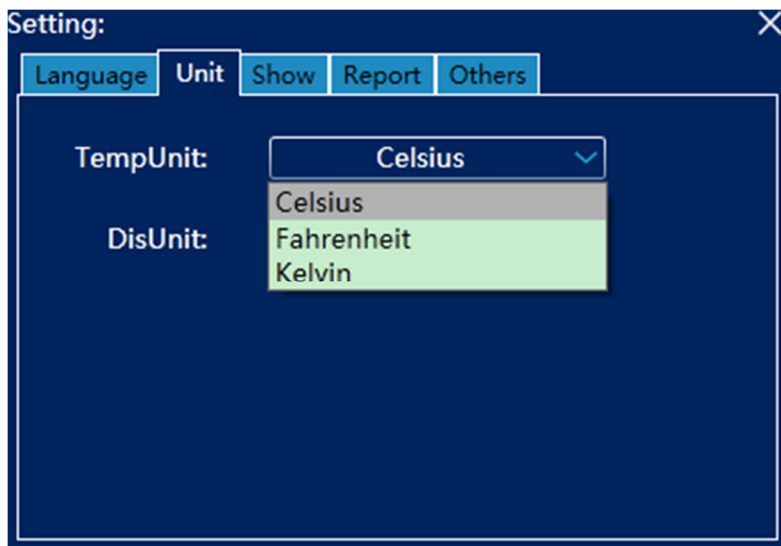 Setting:
Language Unit Show Report Others
TempUnit: Celsius
Celsius
DisUnit: Fahrenheit
Kelvin